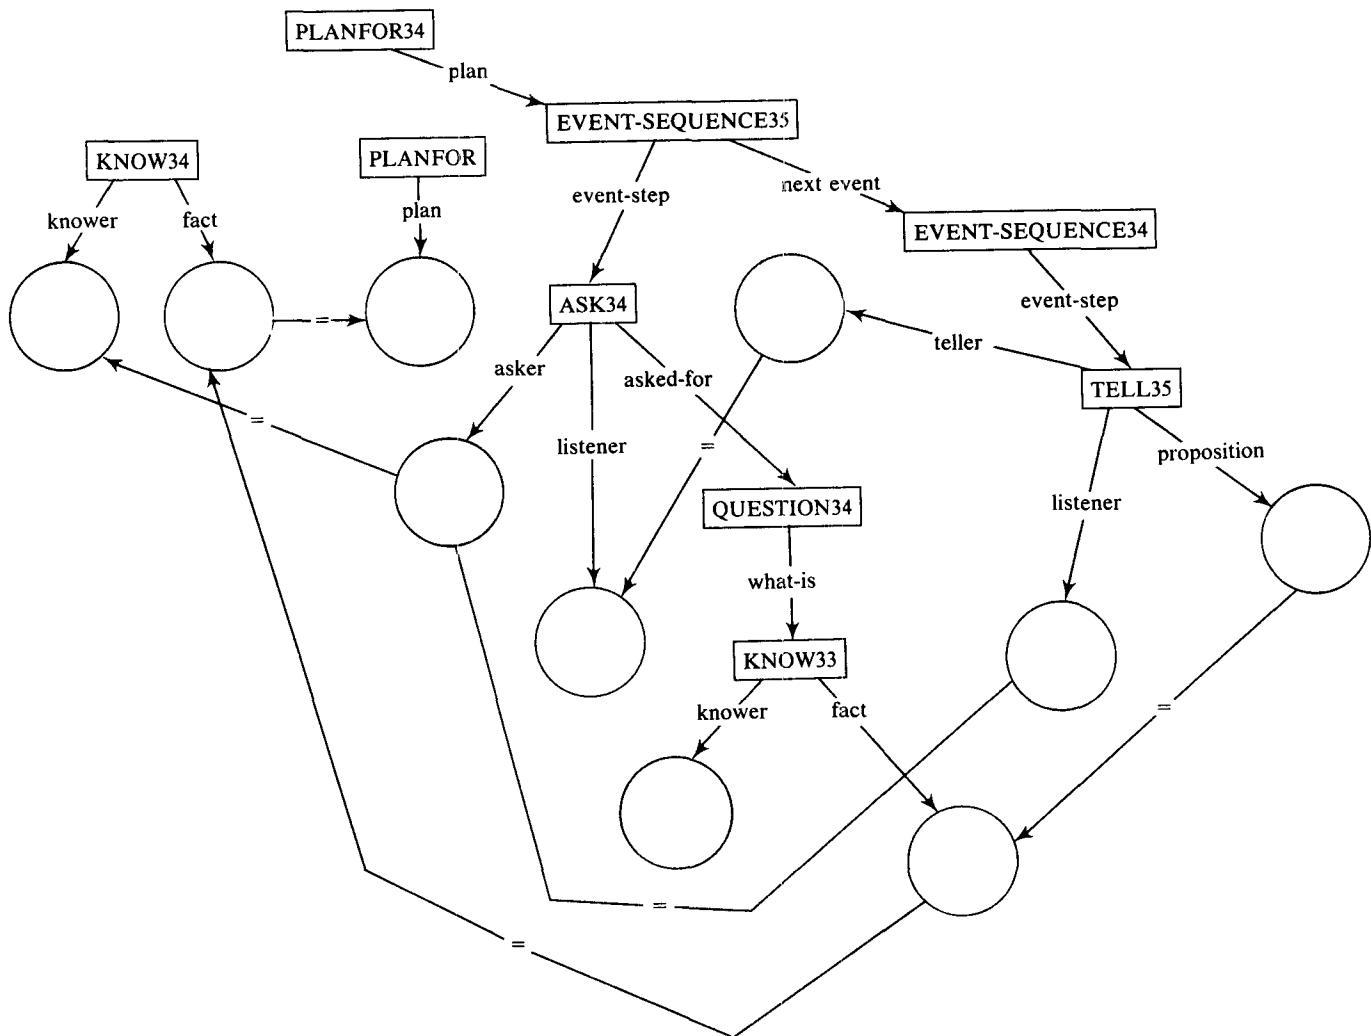 PLANFOR34
plan
EVENT-SEQUENCE35
KNOW34
PLANFOR
event-step
next event
knower
fact
plan
EVENT-SEQUENCE34
ASK34
event-step
=
teller
asker
asked-for
TELL35
=
listener
=
proposition
QUESTION34
listener
what-is
KNOW33
knower
fact
=
=
=